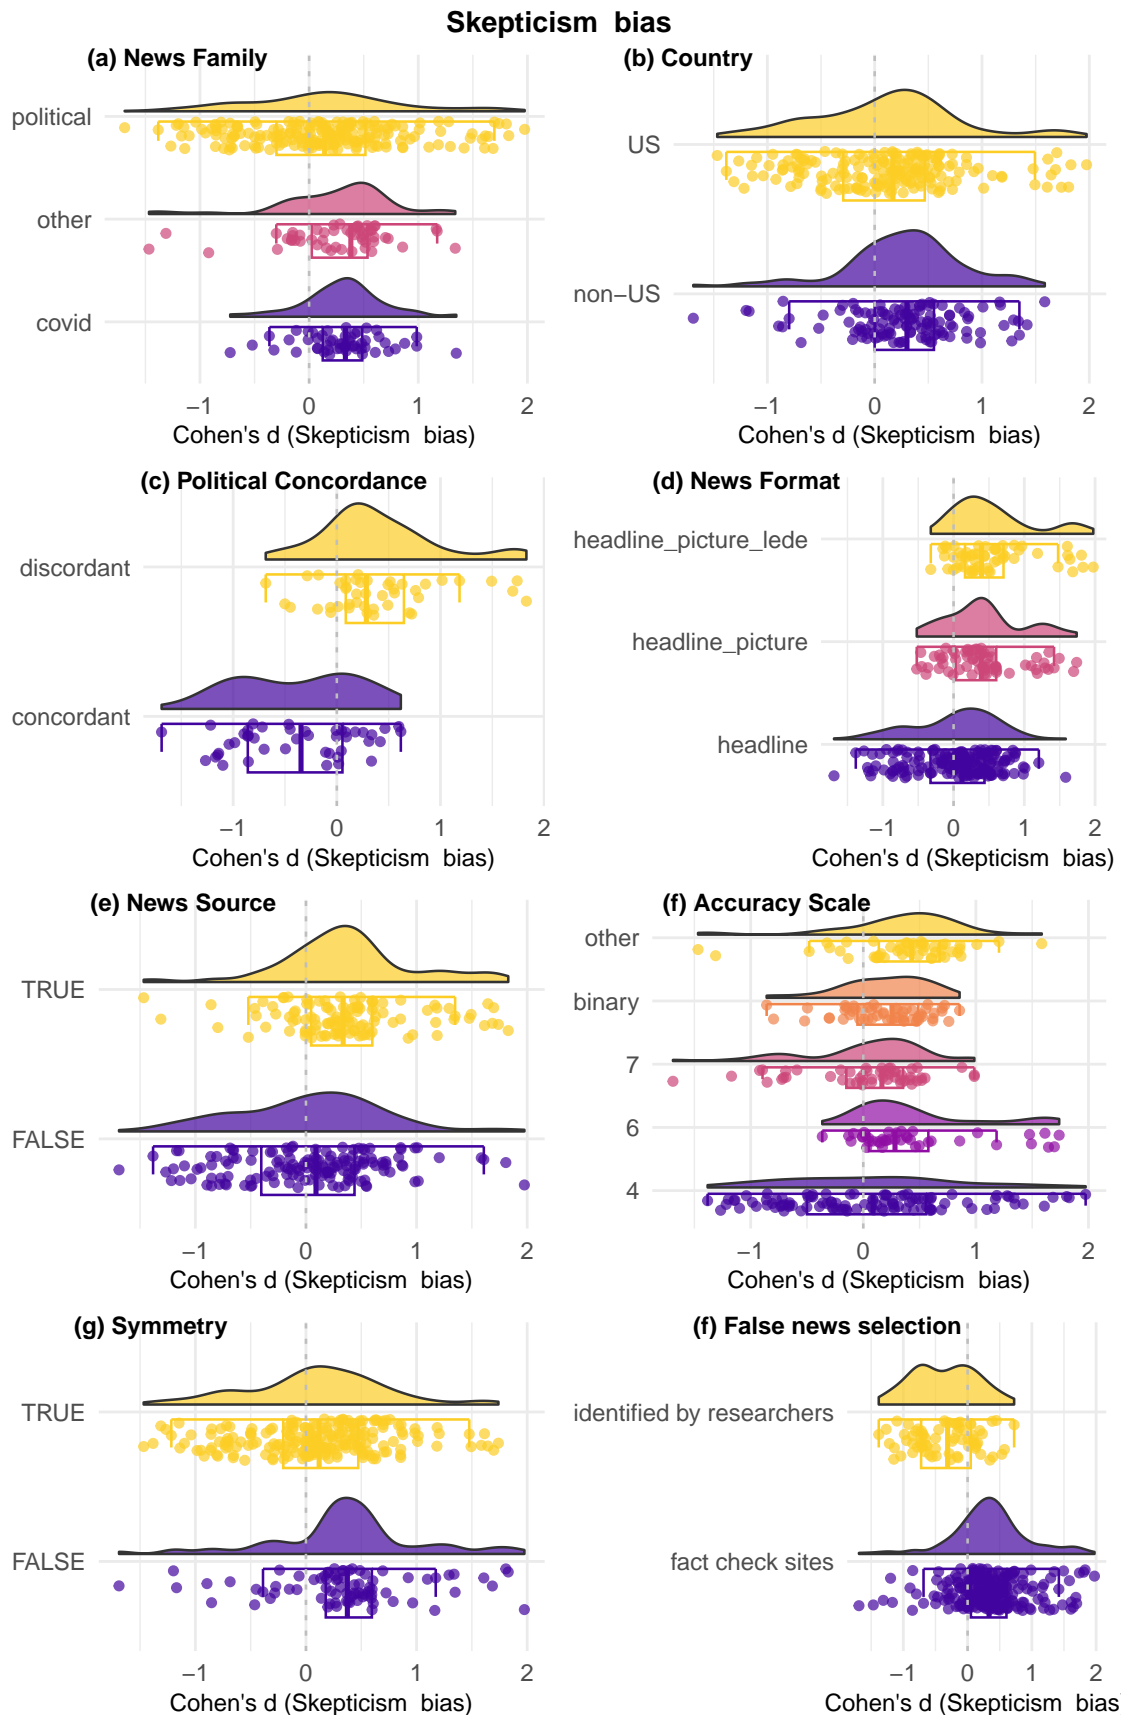 Skepticism  bias
(a) News Family
political
other
covid
−1 0 1 2
Cohen's d (Skepticism  bias)
(b) Country
US
non−US
−1 0 1 2
Cohen's d (Skepticism  bias)
(c) Political Concordance
discordant
concordant
−1 0 1 2
Cohen's d (Skepticism  bias)
(d) News Format
headline_picture_lede
headline_picture
headline
−1 0 1 2
Cohen's d (Skepticism  bias)
(e) News Source
TRUE
FALSE
−1 0 1 2
Cohen's d (Skepticism  bias)
(f) Accuracy Scale
other
binary
7
6
4
−1 0 1 2
Cohen's d (Skepticism  bias)
(g) Symmetry
TRUE
FALSE
−1 0 1 2
Cohen's d (Skepticism  bias)
(f) False news selection
identified by researchers
fact check sites
−1 0 1 2
Cohen's d (Skepticism  bias)